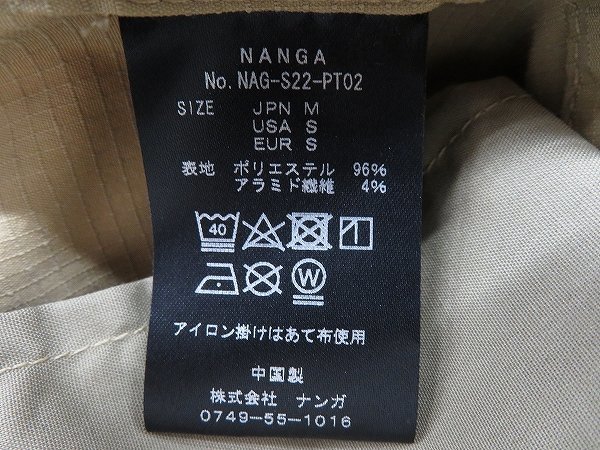 NANGA
No.NAG-S22-PT02
SIZE JPN M
USA S
EUR S
表地 ポリエステル 96%
アラミド繊維 4%
40
W
アイロン掛けはあて布使用
中国製
株式会社 ナンガ
0749-55-1016